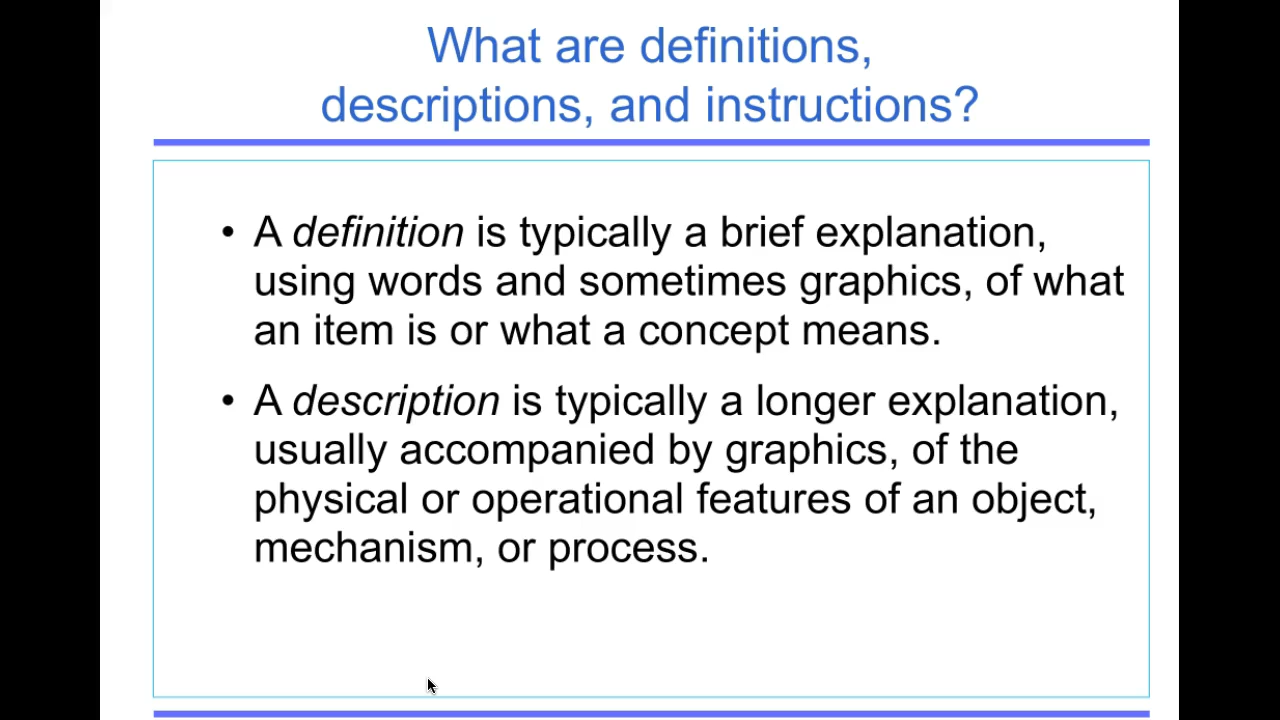 What are definitions,
descriptions, and instructions?
• A definition is typically a brief explanation,
using words and sometimes graphics, of what
an item is or what a concept means.
• A description is typically a longer explanation,
usually accompanied by graphics, of the
physical or operational features of an object,
mechanism, or process.